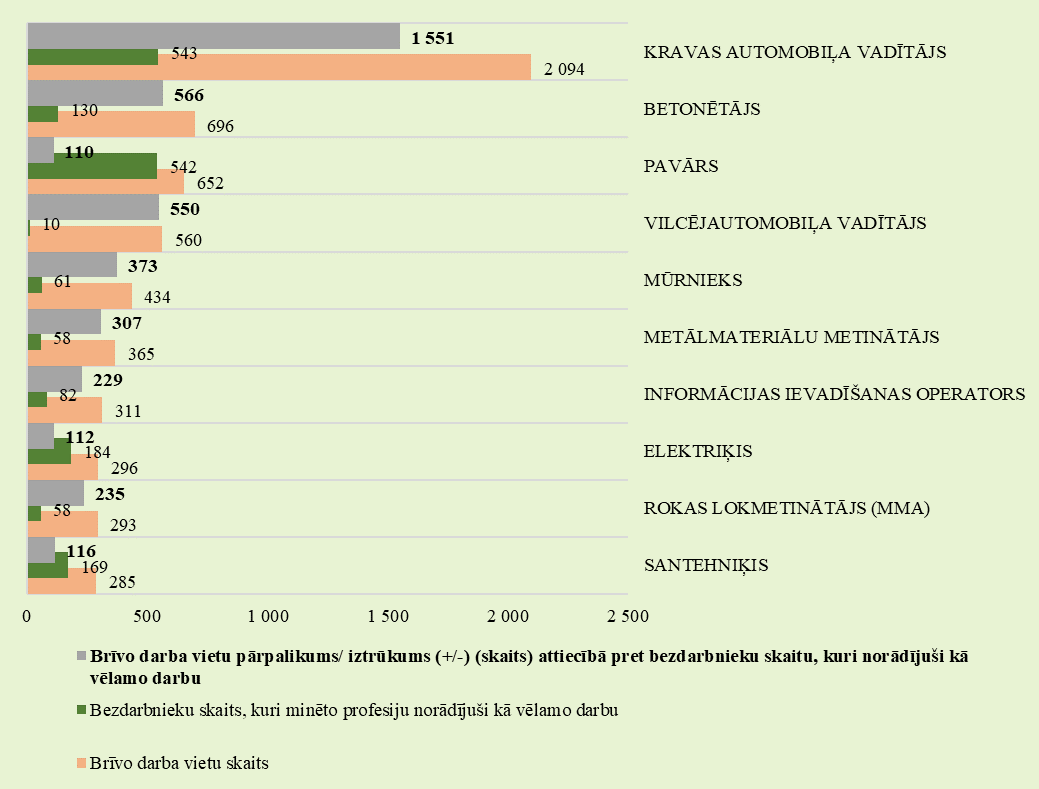 1 551
543
2 094
KRAVAS AUTOMOBIĻA VADĪTĀJS
566
130
696
BETONĒTĀJS
110
542
652
PAVĀRS
550
10
560
VILCĒJAUTOMOBIĻA VADĪTĀJS
373
61
434
MŪRNIEKS
307
58
365
METĀLMATERIĀLU METINĀTĀJS
229
82
311
INFORMĀCIJAS IEVADĪŠANAS OPERATORS
112
184
296
ELEKTRIĶIS
235
58
293
ROKAS LOKMETINĀTĀJS (MMA)
116
169
285
SANTEHNIĶIS
0 500 1 000 1 500 2 000 2 500
Brīvo darba vietu pārpalikums/ iztrūkums (+/-) (skaits) attiecībā pret bezdarbnieku skaitu, kuri norādījuši kā
vēlamo darbu
Bezdarbnieku skaits, kuri minēto profesiju norādījuši kā vēlamo darbu
Brīvo darba vietu skaits